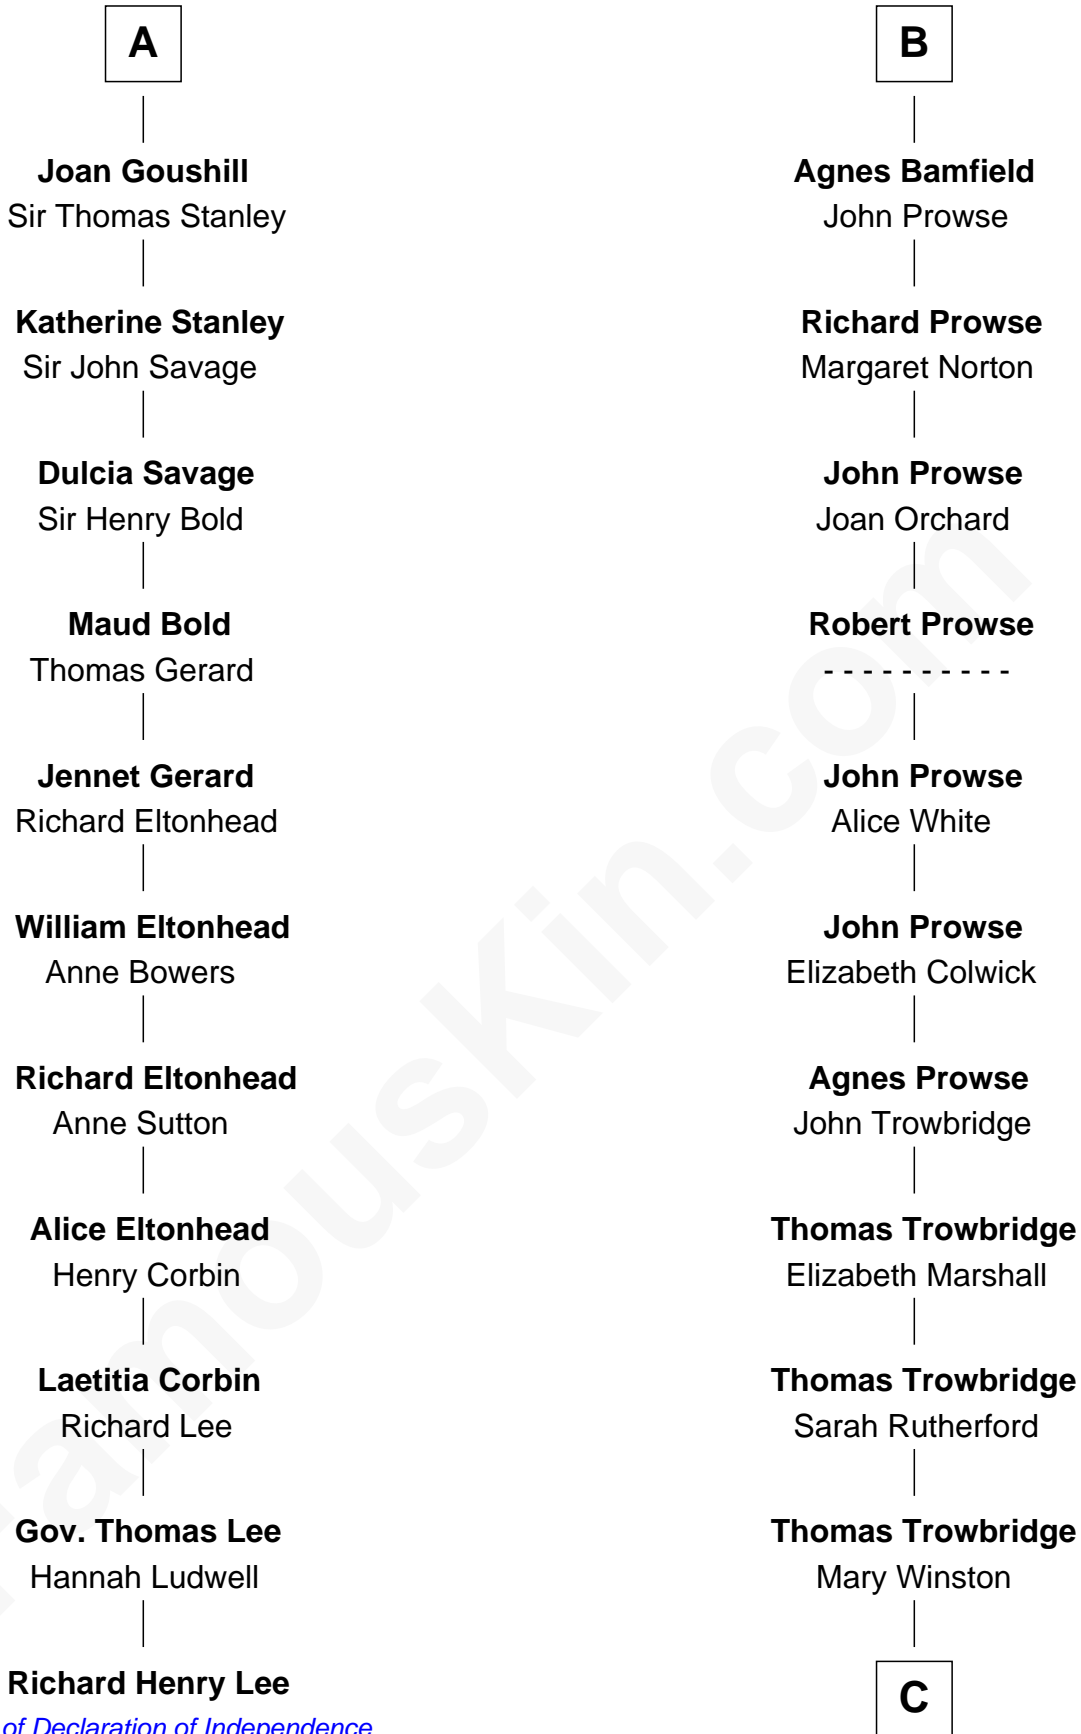 A
Joan Goushill
Sir Thomas Stanley
Katherine Stanley
Sir John Savage
Dulcia Savage
Sir Henry Bold
Maud Bold
Thomas Gerard
Jennet Gerard
Richard Eltonhead
William Eltonhead
Anne Bowers
Richard Eltonhead
Anne Sutton
Alice Eltonhead
Henry Corbin
Laetitia Corbin
Richard Lee
Gov. Thomas Lee
Hannah Ludwell
Richard Henry Lee
of Declaration of Independence
B
Agnes Bamfield
John Prowse
Richard Prowse
Margaret Norton
John Prowse
Joan Orchard
Robert Prowse
- - - - - - - - - -
John Prowse
Alice White
John Prowse
Elizabeth Colwick
Agnes Prowse
John Trowbridge
Thomas Trowbridge
Elizabeth Marshall
Thomas Trowbridge
Sarah Rutherford
Thomas Trowbridge
Mary Winston
C
FamousKin.com